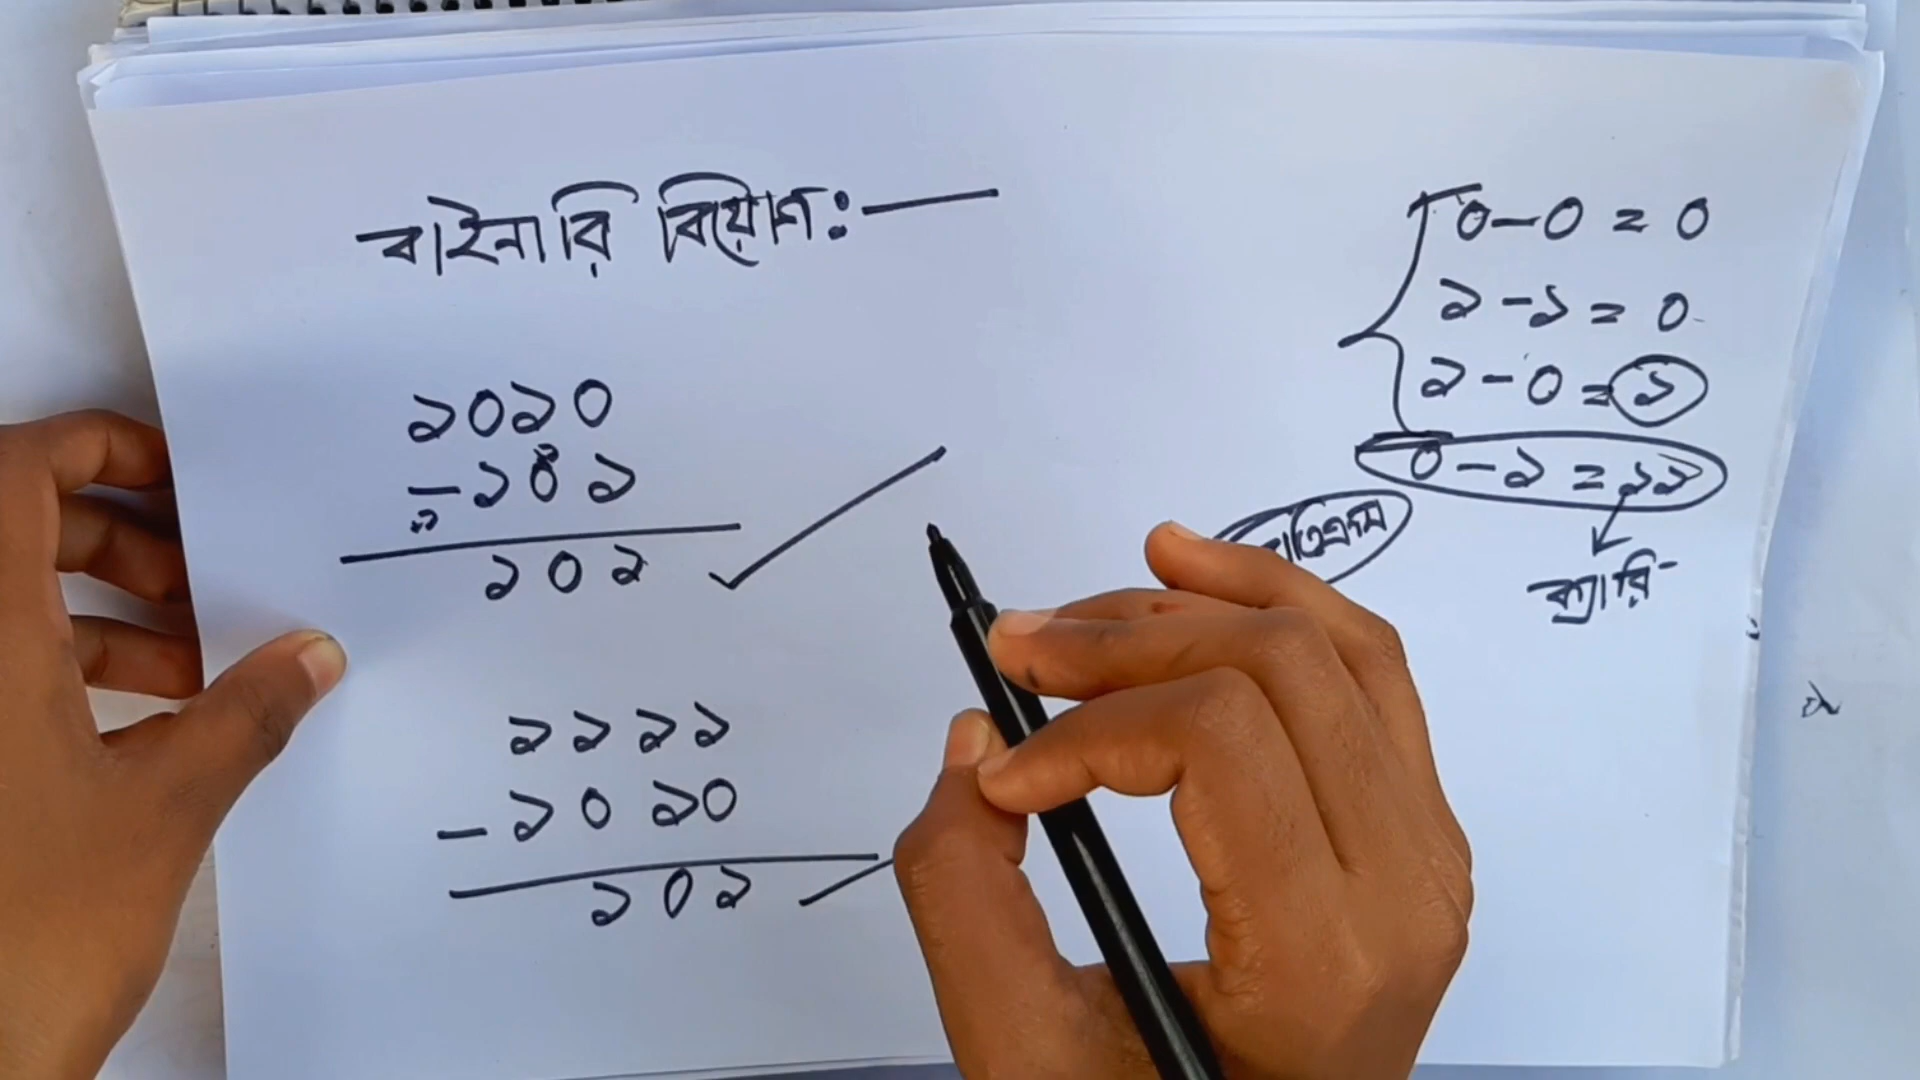 বাইনারি বিয়োগ:—
১০১০
- ১০১
১০১
১১১১
- ১০১০
১০১
০-০ = ০
১-১ = ০
১-০ = ১
০-১ = ১১
ক্যারি